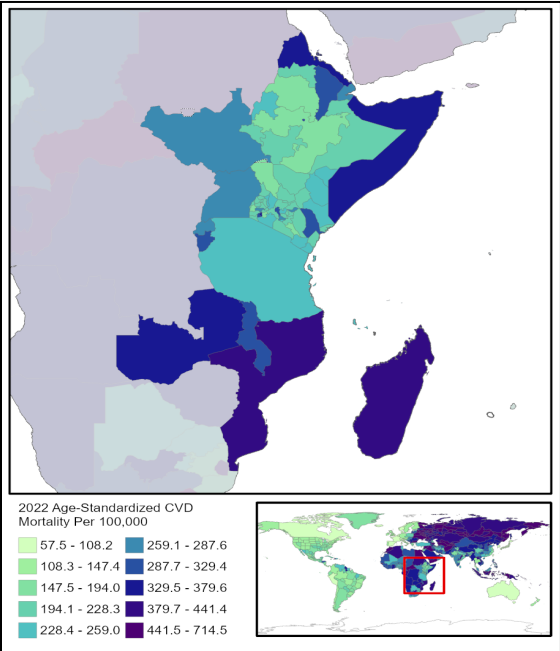 2022 Age-Standardized CVD
Mortality Per 100,000
57.5 - 108.2
108.3 - 147.4
147.5 - 194.0
194.1 - 228.3
228.4 - 259.0
259.1 - 287.6
287.7 - 329.4
329.5 - 379.6
379.7 - 441.4
441.5 - 714.5